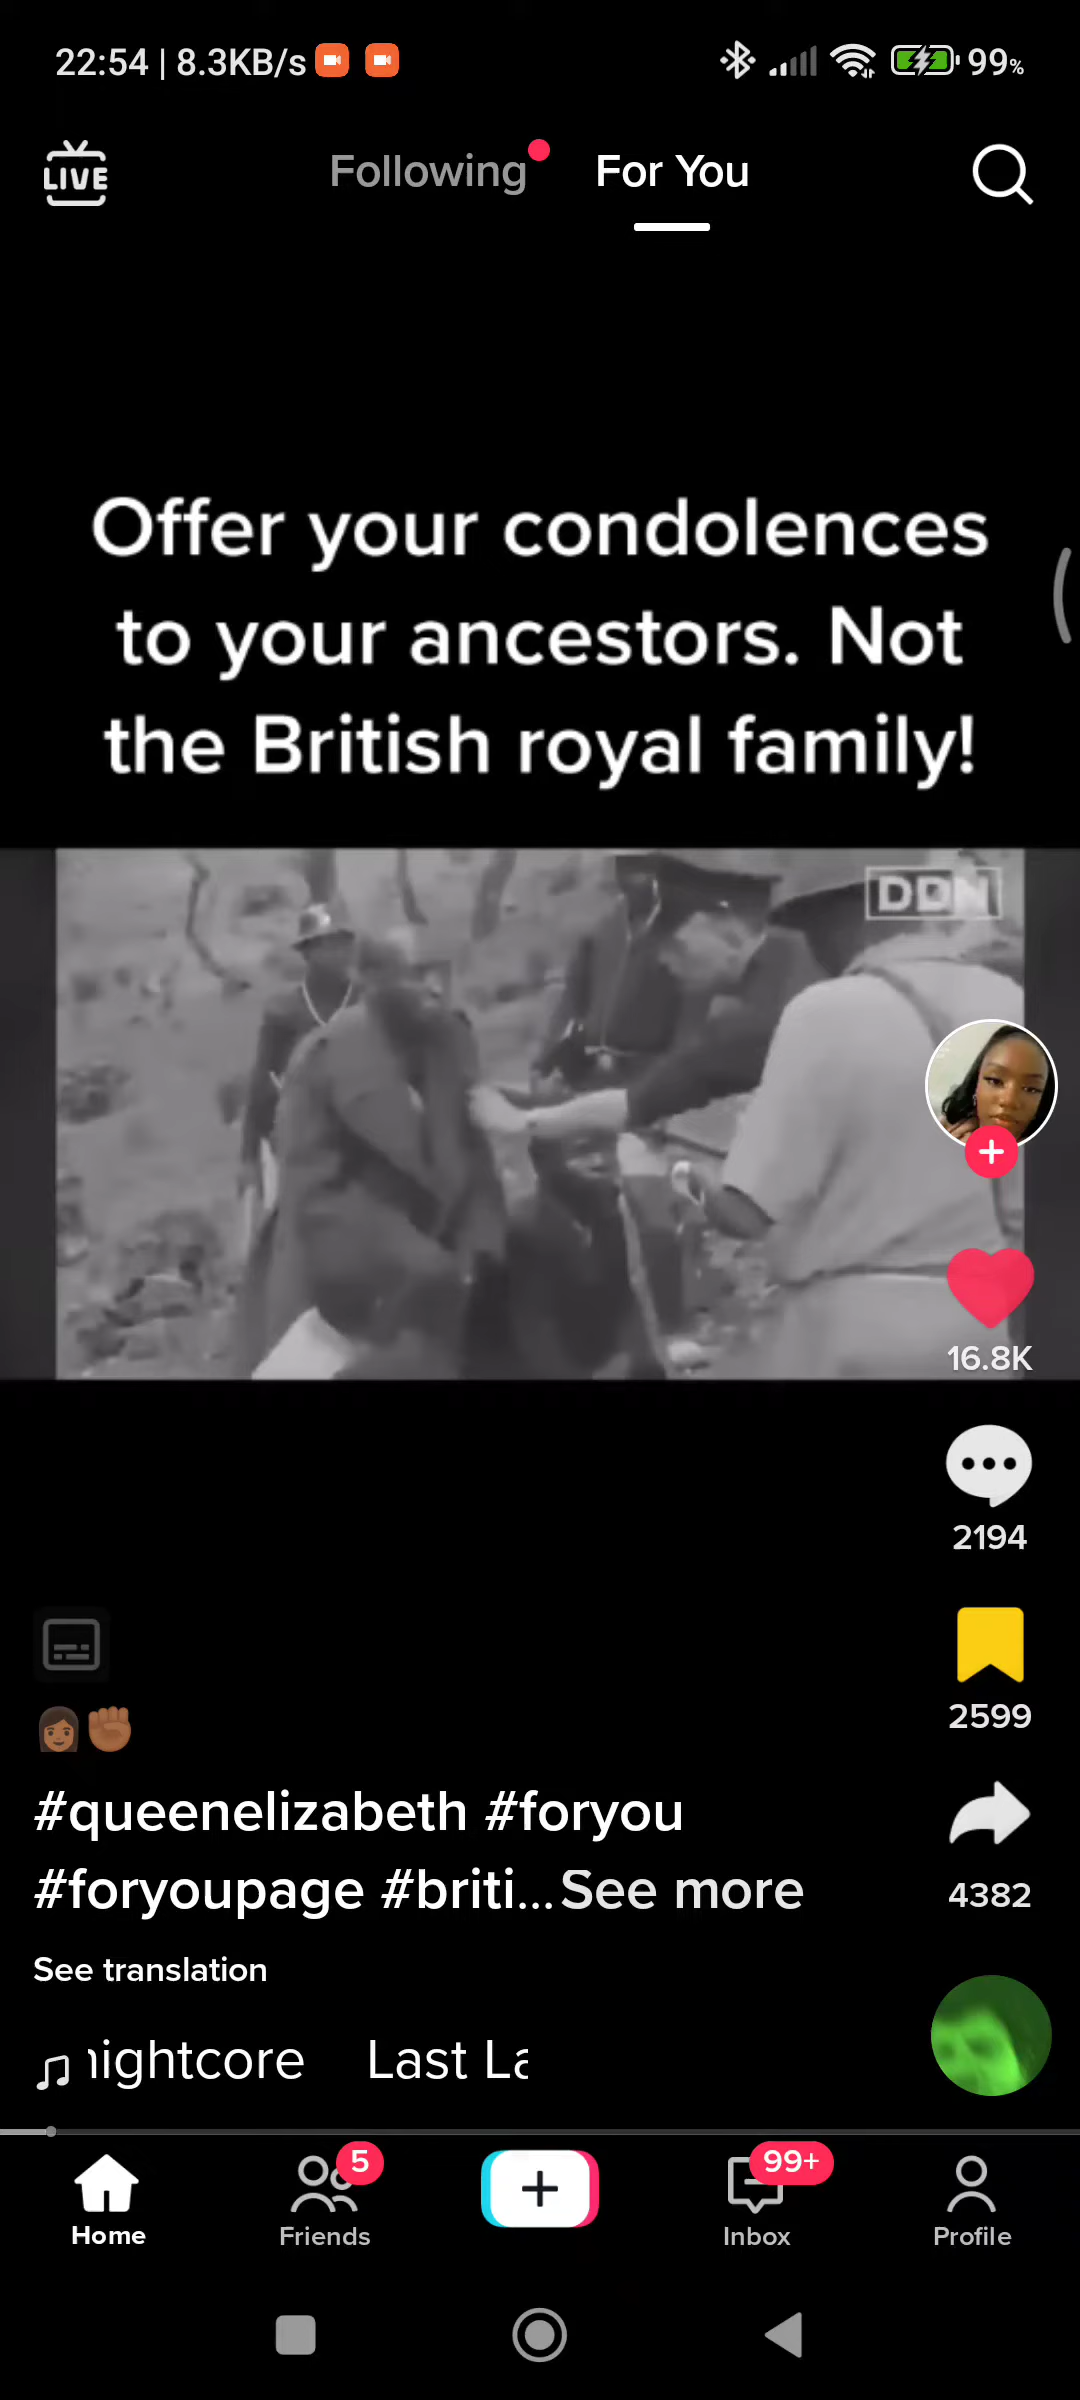 22:54 | 8.3KB/s
99%
LIVE
Following
For You
Offer your condolences
to your ancestors. Not
the British royal family!
DDN
16.8K
2194
2599
#queenelizabeth #foryou
4382
#foryoupage #briti...See more
See translation
nightcore Last La
5
99+
Home
Friends
Inbox
Profile